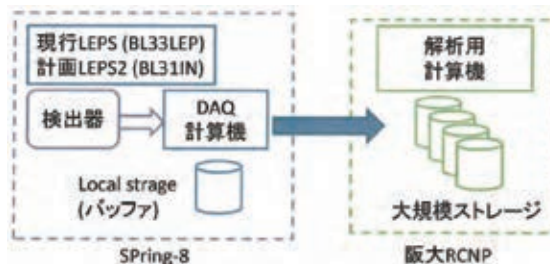 現行LEPS (BL33LEP)
計画LEPS2 (BL31IN)
検出器
DAQ
計算機
Local strage
(バッファ)
SPring-8
解析用
計算機
大規模ストレージ
阪大RCNP